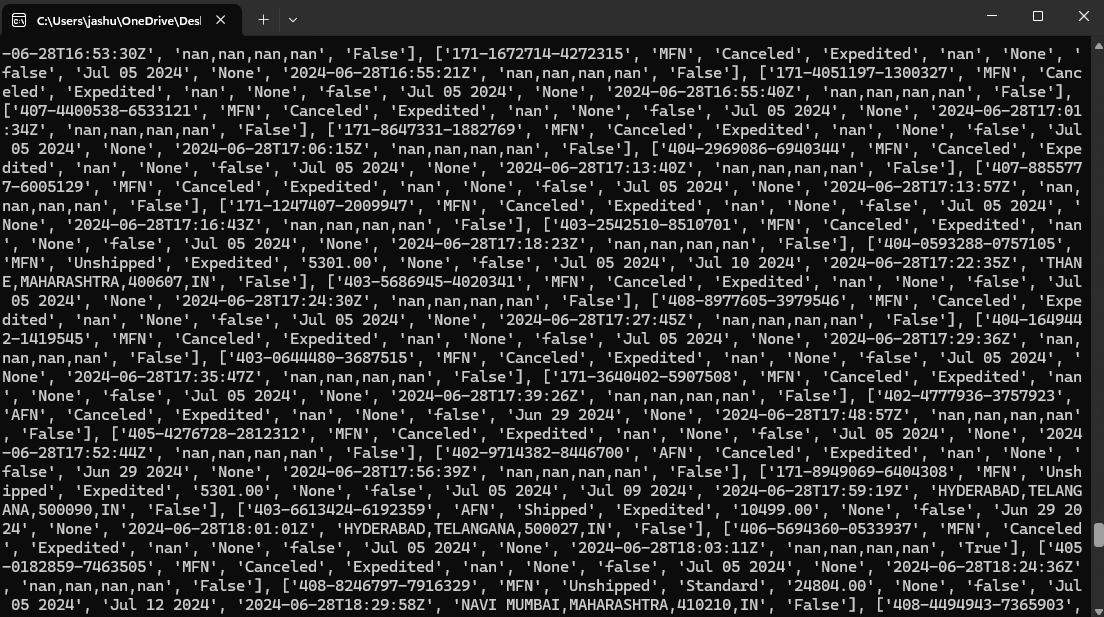 C:\Users\jashu\OneDrive\Des
-06-28T16:53:30Z', 'nan,nan,nan,nan', 'False'], ['171-1672714-4272315', 'MFN', 'Canceled', 'Expedited', 'nan', 'None', '
false', 'Jul 05 2024', 'None', '2024-06-28T16:55:21Z', 'nan,nan,nan,nan', 'False'], ['171-4051197-1300327', 'MFN', 'Canc
eled', 'Expedited', 'nan', 'None', 'false', 'Jul 05 2024', 'None', '2024-06-28T16:55:40Z', 'nan,nan,nan,nan', 'False'],
['407-4400538-6533121', 'MFN', 'Canceled', 'Expedited', 'nan', 'None', 'false', 'Jul 05 2024', 'None', '2024-06-28T17:01
:34Z', 'nan,nan,nan,nan', 'False'], ['171-8647331-1882769', 'MFN', 'Canceled', 'Expedited', 'nan', 'None', 'false', 'Jul
 05 2024', 'None', '2024-06-28T17:06:15Z', 'nan,nan,nan,nan', 'False'], ['404-2969086-6940344', 'MFN', 'Canceled', 'Expe
dited', 'nan', 'None', 'false', 'Jul 05 2024', 'None', '2024-06-28T17:13:40Z', 'nan,nan,nan,nan', 'False'], ['407-885577
7-6005129', 'MFN', 'Canceled', 'Expedited', 'nan', 'None', 'false', 'Jul 05 2024', 'None', '2024-06-28T17:13:57Z', 'nan,
nan,nan,nan', 'False'], ['171-1247407-2009947', 'MFN', 'Canceled', 'Expedited', 'nan', 'None', 'false', 'Jul 05 2024', '
None', '2024-06-28T17:16:43Z', 'nan,nan,nan,nan', 'False'], ['403-2542510-8510701', 'MFN', 'Canceled', 'Expedited', 'nan
', 'None', 'false', 'Jul 05 2024', 'None', '2024-06-28T17:18:23Z', 'nan,nan,nan,nan', 'False'], ['404-0593288-0757105',
'MFN', 'Unshipped', 'Expedited', '5301.00', 'None', 'false', 'Jul 05 2024', 'Jul 10 2024', '2024-06-28T17:22:35Z', 'THAN
E,MAHARASHTRA,400607,IN', 'False'], ['403-5686945-4020341', 'MFN', 'Canceled', 'Expedited', 'nan', 'None', 'false', 'Jul
 05 2024', 'None', '2024-06-28T17:24:30Z', 'nan,nan,nan,nan', 'False'], ['408-8977605-3979546', 'MFN', 'Canceled', 'Expe
dited', 'nan', 'None', 'false', 'Jul 05 2024', 'None', '2024-06-28T17:27:45Z', 'nan,nan,nan,nan', 'False'], ['404-164944
2-1419545', 'MFN', 'Canceled', 'Expedited', 'nan', 'None', 'false', 'Jul 05 2024', 'None', '2024-06-28T17:29:36Z', 'nan,
nan,nan,nan', 'False'], ['403-0644480-3687515', 'MFN', 'Canceled', 'Expedited', 'nan', 'None', 'false', 'Jul 05 2024', '
None', '2024-06-28T17:35:47Z', 'nan,nan,nan,nan', 'False'], ['171-3640402-5907508', 'MFN', 'Canceled', 'Expedited', 'nan
', 'None', 'false', 'Jul 05 2024', 'None', '2024-06-28T17:39:26Z', 'nan,nan,nan,nan', 'False'], ['402-4777936-3757923',
'AFN', 'Canceled', 'Expedited', 'nan', 'None', 'false', 'Jun 29 2024', 'None', '2024-06-28T17:48:57Z', 'nan,nan,nan,nan'
, 'False'], ['405-4276728-2812312', 'MFN', 'Canceled', 'Expedited', 'nan', 'None', 'false', 'Jul 05 2024', 'None', '2024
-06-28T17:52:44Z', 'nan,nan,nan,nan', 'False'], ['402-9714382-8446700', 'AFN', 'Canceled', 'Expedited', 'nan', 'None', '
false', 'Jun 29 2024', 'None', '2024-06-28T17:56:39Z', 'nan,nan,nan,nan', 'False'], ['171-8949069-6404308', 'MFN', 'Unsh
ipped', 'Expedited', '5301.00', 'None', 'false', 'Jul 05 2024', 'Jul 09 2024', '2024-06-28T17:59:19Z', 'HYDERABAD,TELANG
ANA,500090,IN', 'False'], ['403-6613424-6192359', 'AFN', 'Shipped', 'Expedited', '10499.00', 'None', 'false', 'Jun 29 20
24', 'None', '2024-06-28T18:01:01Z', 'HYDERABAD,TELANGANA,500027,IN', 'False'], ['406-5694360-0533937', 'MFN', 'Canceled
', 'Expedited', 'nan', 'None', 'false', 'Jul 05 2024', 'None', '2024-06-28T18:03:11Z', 'nan,nan,nan,nan', 'True'], ['405
-0182859-7463505', 'MFN', 'Canceled', 'Expedited', 'nan', 'None', 'false', 'Jul 05 2024', 'None', '2024-06-28T18:24:36Z'
, 'nan,nan,nan,nan', 'False'], ['408-8246797-7916329', 'MFN', 'Unshipped', 'Standard', '24804.00', 'None', 'false', 'Jul
 05 2024', 'Jul 12 2024', '2024-06-28T18:29:58Z', 'NAVI MUMBAI,MAHARASHTRA,410210,IN', 'False'], ['408-4494943-7365903',